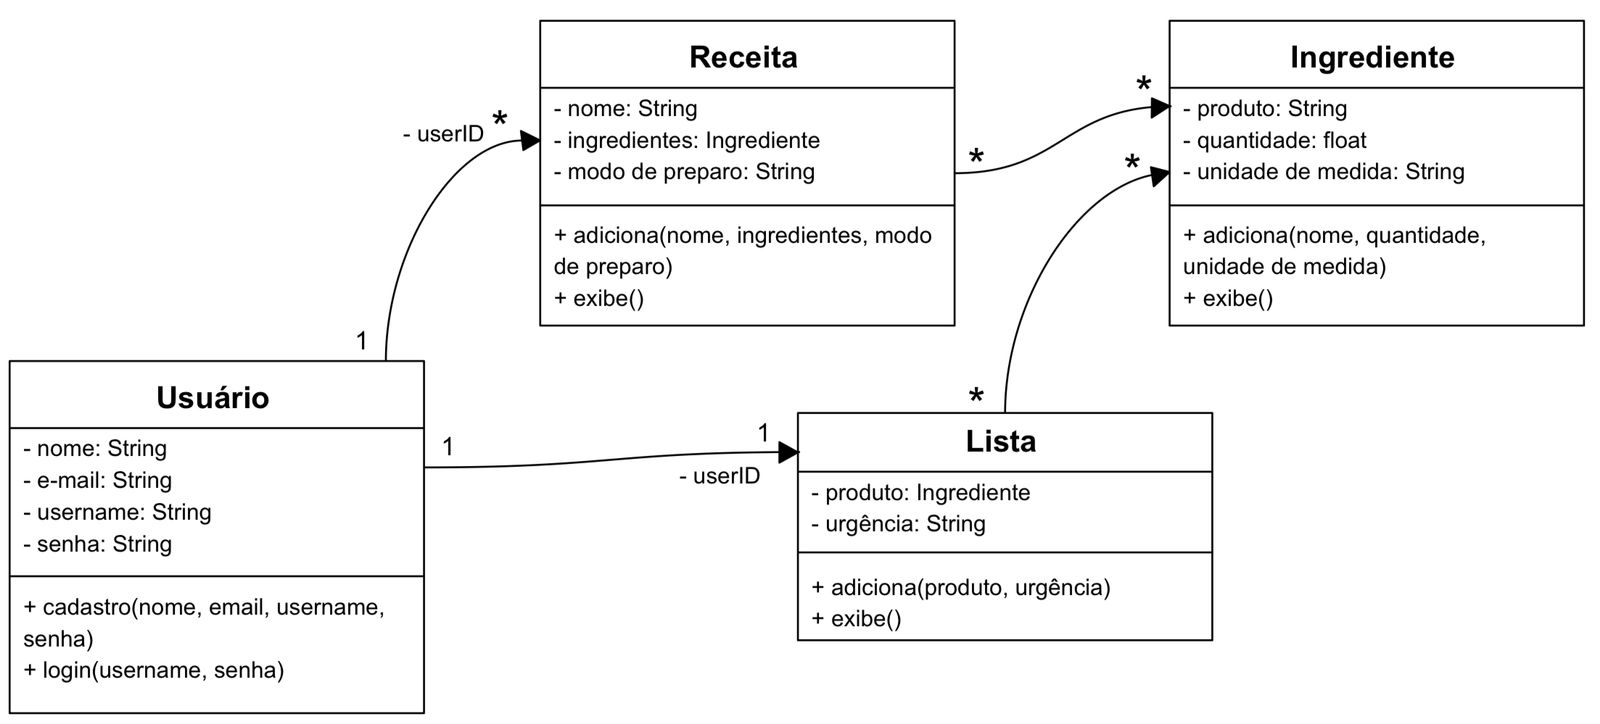 Receita
- nome: String
- ingredientes: Ingrediente
- modo de preparo: String
+ adiciona(nome, ingredientes, modo
de preparo)
+ exibe()
Ingrediente
- produto: String
- quantidade: float
- unidade de medida: String
+ adiciona(nome, quantidade,
unidade de medida)
+ exibe()
- userID
*
*
*
*
1
Usuário
- nome: String
- e-mail: String
- username: String
- senha: String
+ cadastro(nome, email, username,
senha)
+ login(username, senha)
1
1
- userID
*
Lista
- produto: Ingrediente
- urgência: String
+ adiciona(produto, urgência)
+ exibe()